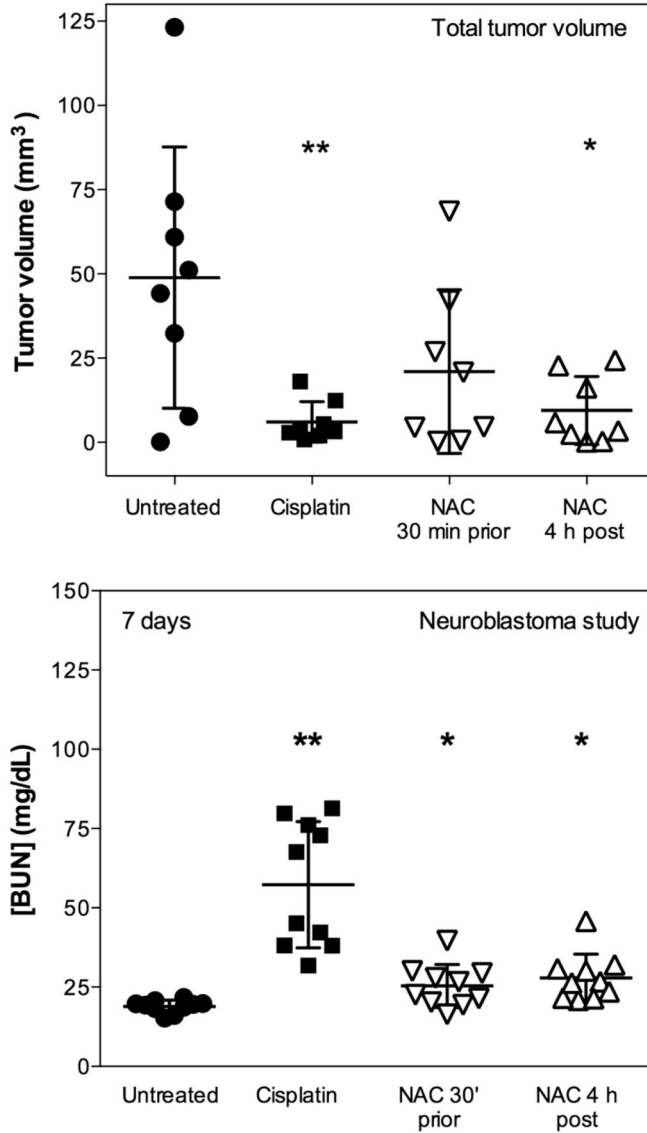 Total tumor volume
Tumor volume (mm³)
125
100
75
50
25
0
**
*
Untreated
Cisplatin
NAC
30 min prior
NAC
4 h post
7 days
Neuroblastoma study
[BUN] (mg/dL)
150
125
100
75
50
25
0
**
*
*
Untreated
Cisplatin
NAC 30'
prior
NAC 4 h
post